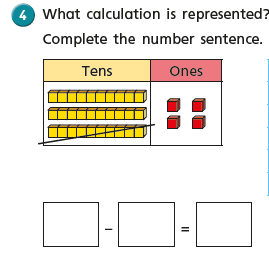 4 What calculation is represented?
Complete the number sentence.
Tens Ones
– =